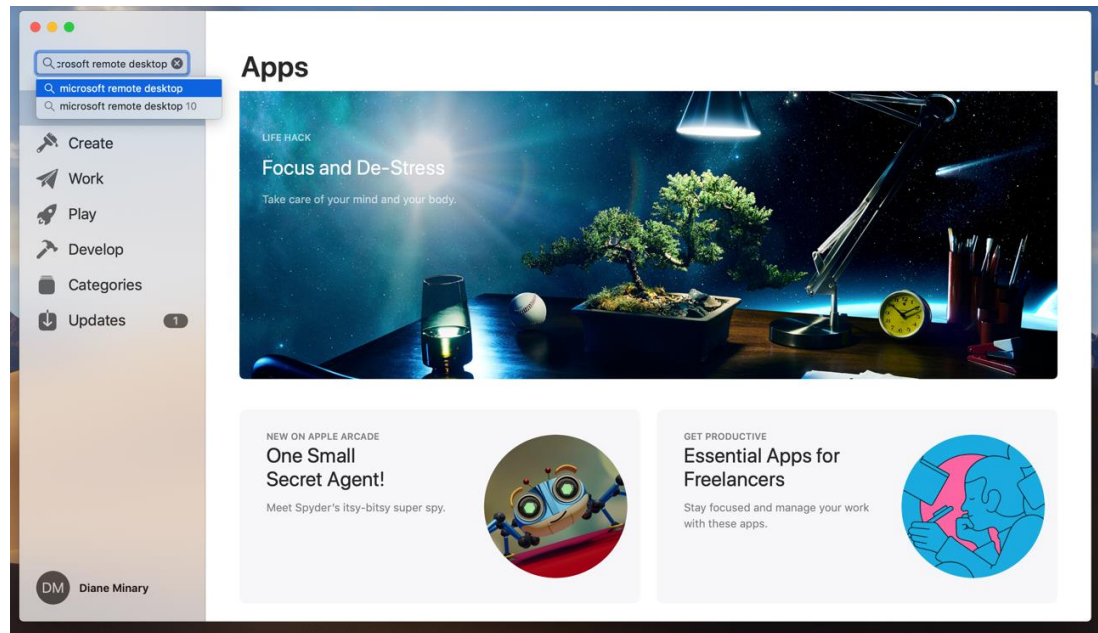 crosoft remote desktop
microsoft remote desktop
microsoft remote desktop 10
Create
Work
Play
Develop
Categories
Updates 1
DM Diane Minary
Apps
LIFE HACK
Focus and De-Stress
Take care of your mind and your body.
NEW ON APPLE ARCADE
One Small
Secret Agent!
Meet Spyder's itsy-bitsy super spy.
GET PRODUCTIVE
Essential Apps for
Freelancers
Stay focused and manage your work
with these apps.